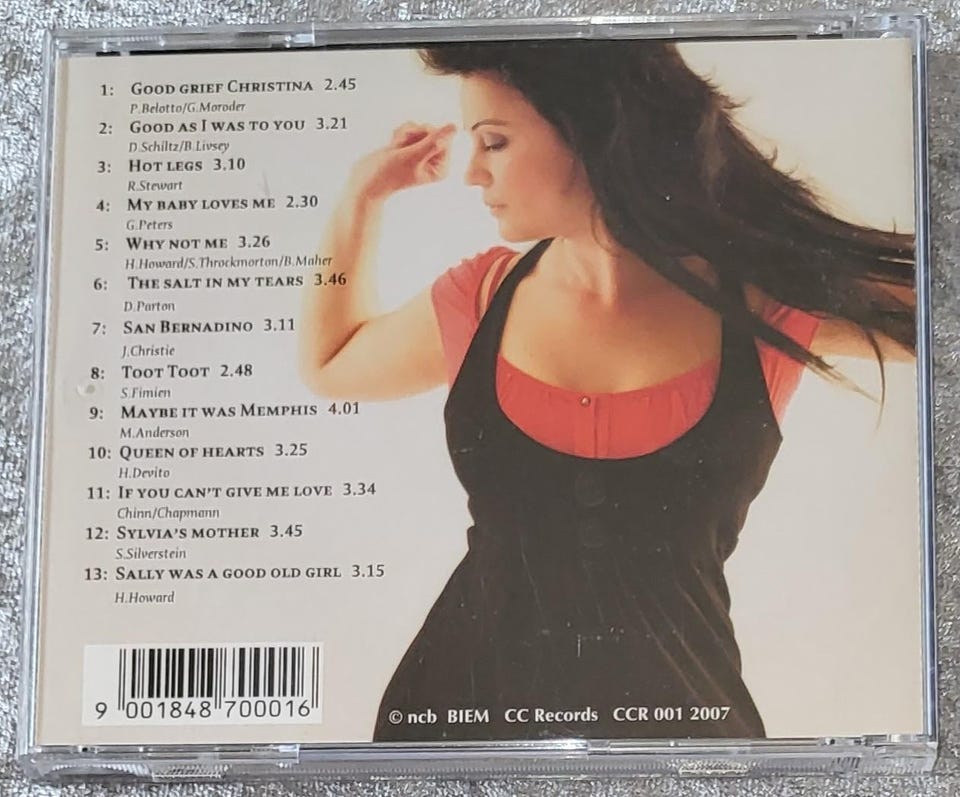 1: GOOD GRIEF CHRISTINA 2.45
P.Belotto/G.Moroder
2: GOOD AS I WAS TO YOU 3.21
D.Schiltz/B.Livsey
3: HOT LEGS 3.10
R.Stewart
4: MY BABY LOVES ME 2.30
G.Peters
5: WHY NOT ME 3.26
H.Howard/S.Throckmorton/B.Maher
6: THE SALT IN MY TEARS 3.46
D.Parton
7: SAN BERNADINO 3.11
J.Christie
8: TOOT TOOT 2.48
S.Fimien
9: MAYBE IT WAS MEMPHIS 4.01
M.Anderson
10: QUEEN OF HEARTS 3.25
H.Devito
11: IF YOU CAN'T GIVE ME LOVE 3.34
Chinn/Chapmann
12: SYLVIA'S MOTHER 3.45
S.Silverstein
13: SALLY WAS A GOOD OLD GIRL 3.15
H.Howard
9 001848 700016
© ncb BIEM CC Records CCR 001 2007